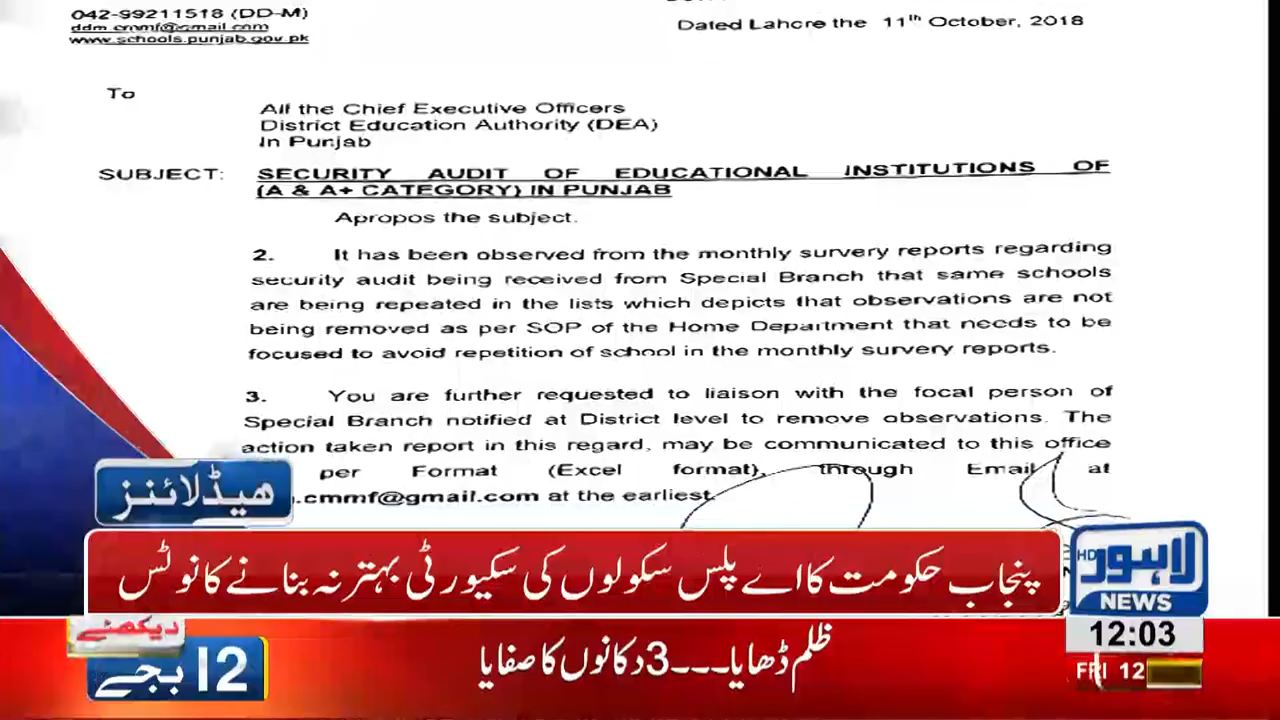 042-99211518 (DD-M)
ddm.cmmf@gmail.com
www.schools.punjab.gov.pk
Dated Lahore the 11th October, 2018
To
All the Chief Executive Officers
District Education Authority (DEA)
In Punjab
SUBJECT: SECURITY AUDIT OF EDUCATIONAL INSTITUTIONS OF
(A & A+ CATEGORY) IN PUNJAB
Apropos the subject.
2. It has been observed from the monthly survery reports regarding
security audit being received from Special Branch that same schools
are being repeated in the lists which depicts that observations are not
being removed as per SOP of the Home Department that needs to be
focused to avoid repetition of school in the monthly survery reports.
3. You are further requested to liaison with the focal person of
Special Branch notified at District level to remove observations. The
action taken report in this regard, may be communicated to this office
per Format (Excel format), through Email at
.cmmf@gmail.com at the earliest.
ہیڈلائنز
پنجاب حکومت کا اے پلس سکولوں کی سکیورٹی بہتر نہ بنانے کا نوٹس
لاہور HD
NEWS
دیکھئے
12 بجے
ظلم ڈھایا۔۔۔3 دکانوں کا صفایا
12:03
FRI 12